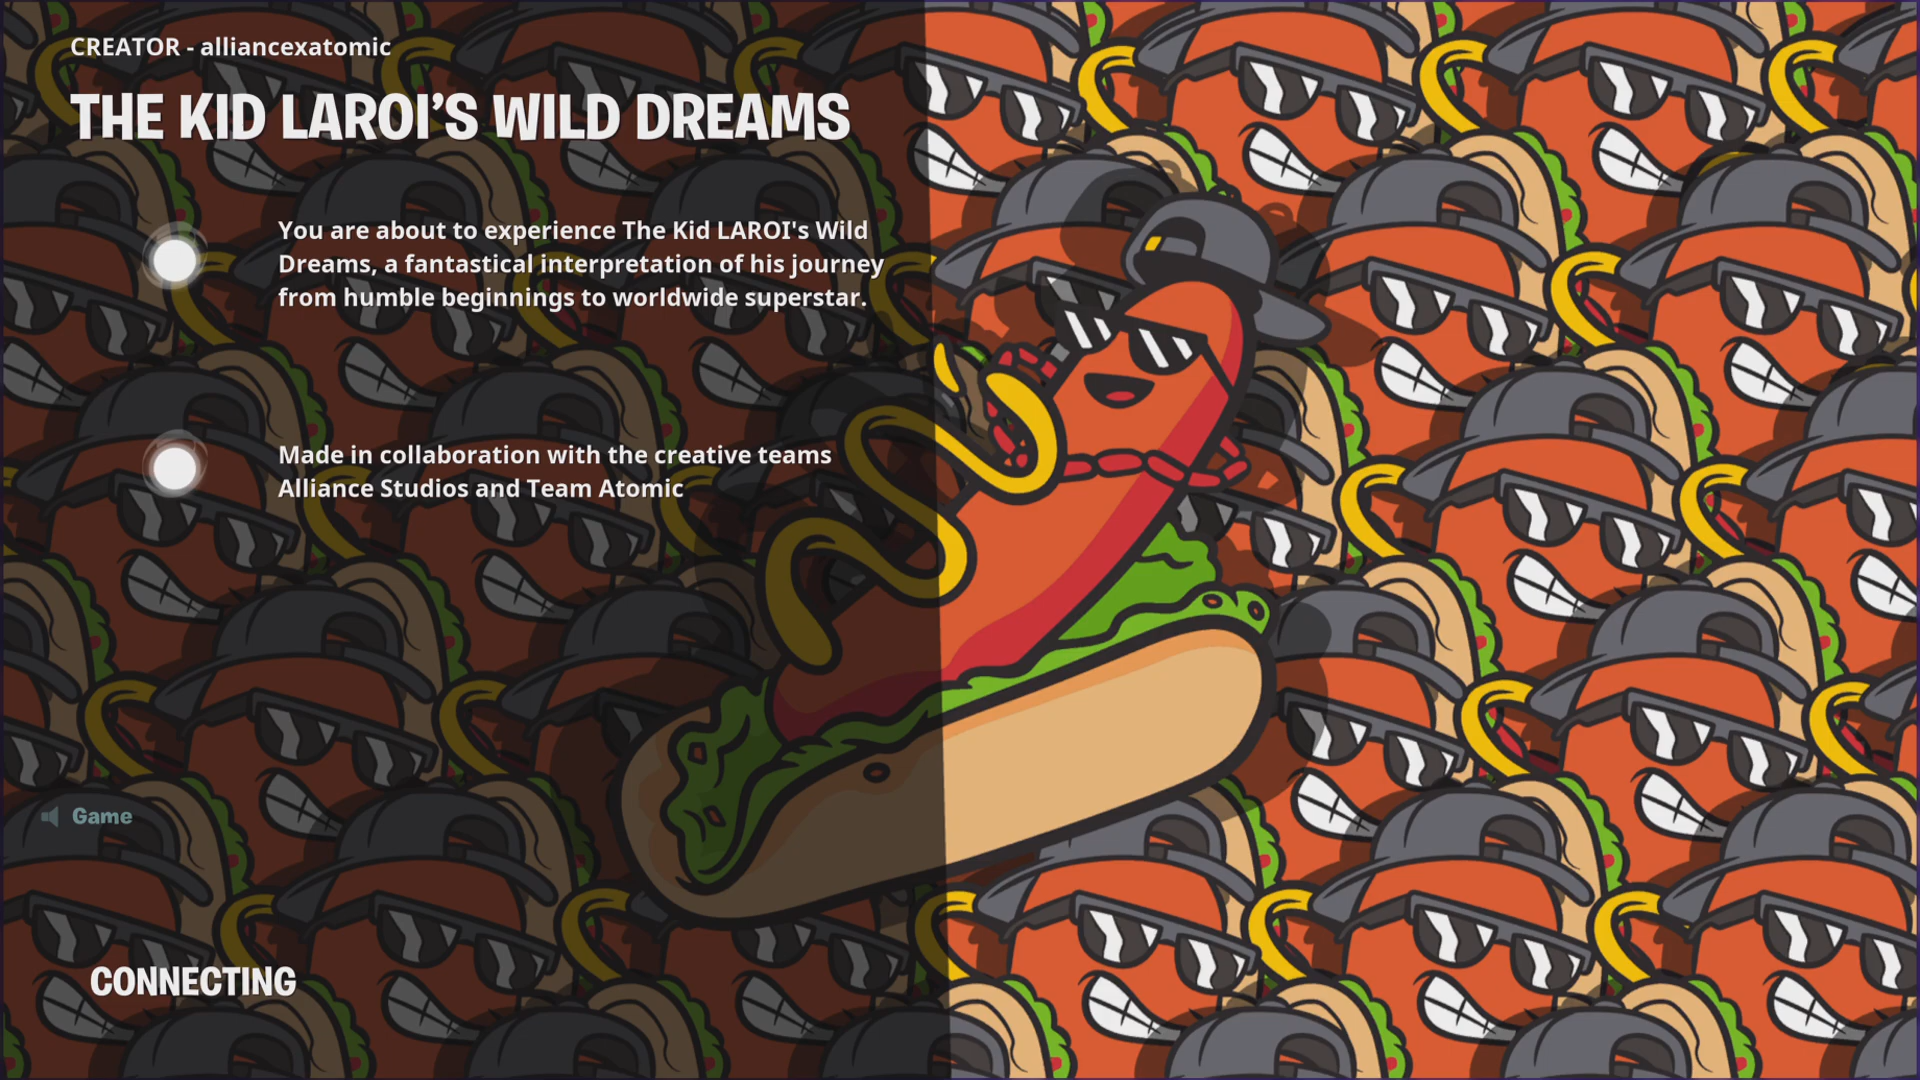 CREATOR - alliancexatomic
THE KID LAROI'S WILD DREAMS
You are about to experience The Kid LAROI's Wild
Dreams, a fantastical interpretation of his journey
from humble beginnings to worldwide superstar.
Made in collaboration with the creative teams
Alliance Studios and Team Atomic
Game
CONNECTING